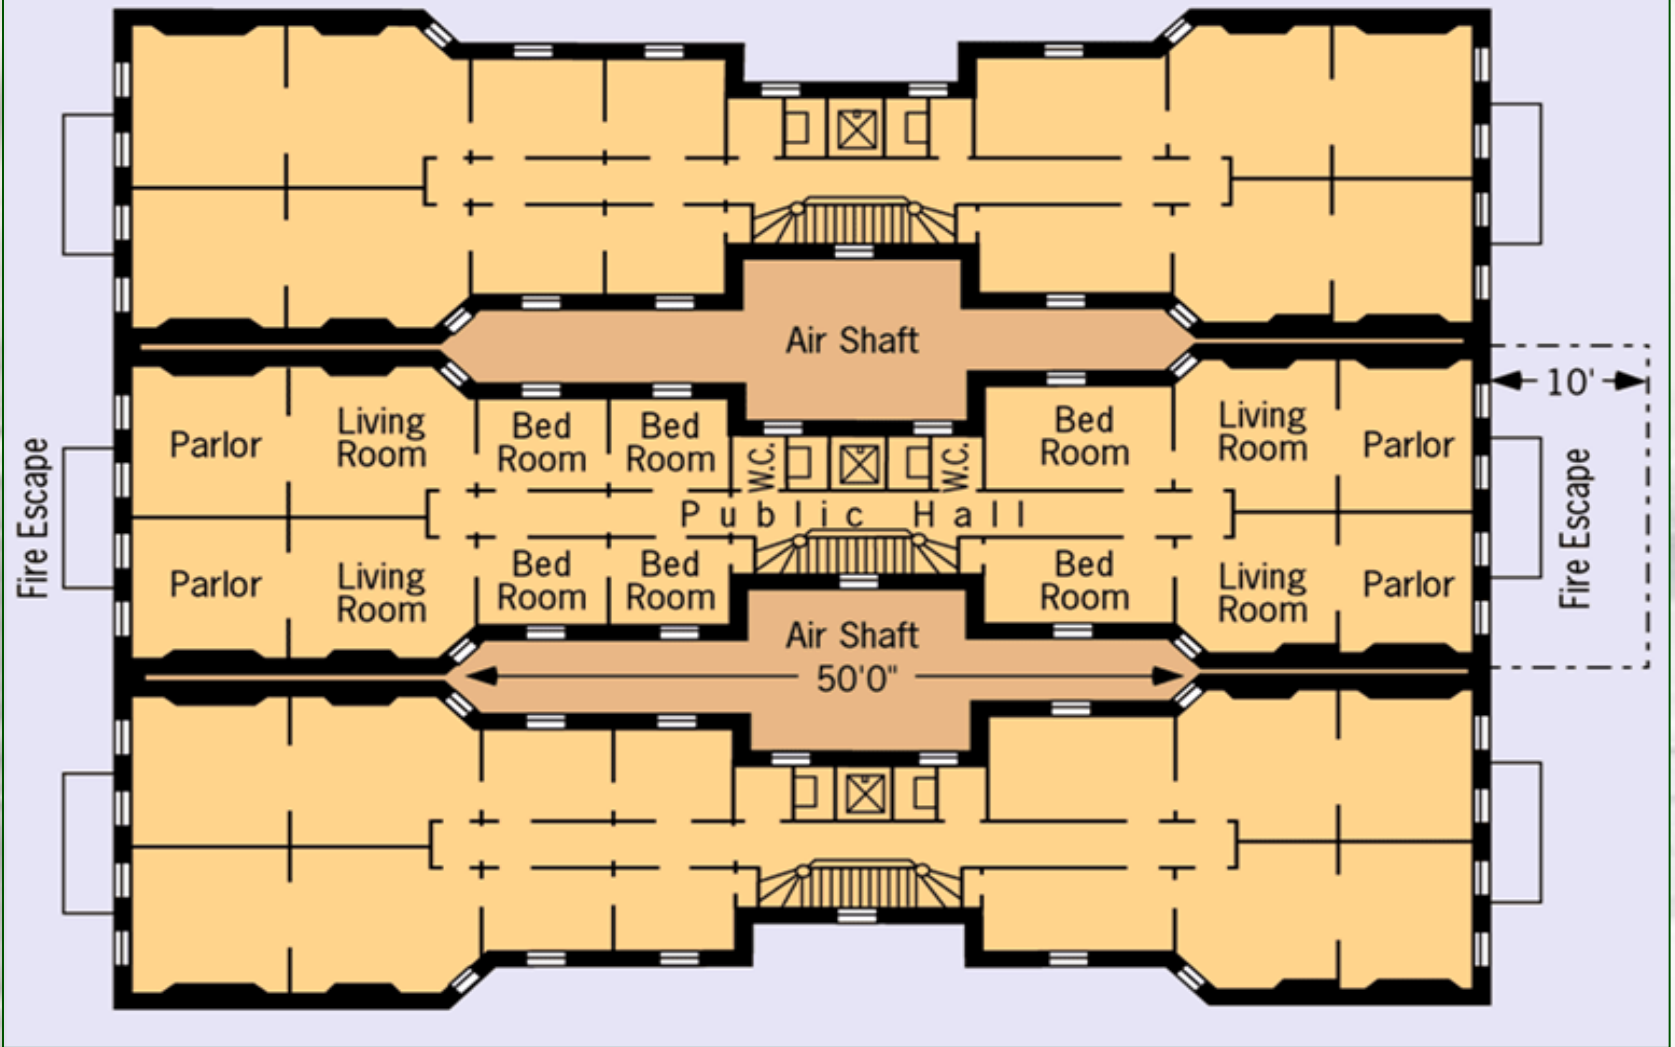 Air Shaft
10'
Fire Escape
Parlor
Living
Room
Bed
Room
Bed
Room
W.C.
W.C.
Bed
Room
Living
Room
Parlor
Fire Escape
Public Hall
Parlor
Living
Room
Bed
Room
Bed
Room
Bed
Room
Living
Room
Parlor
Air Shaft
50'0"